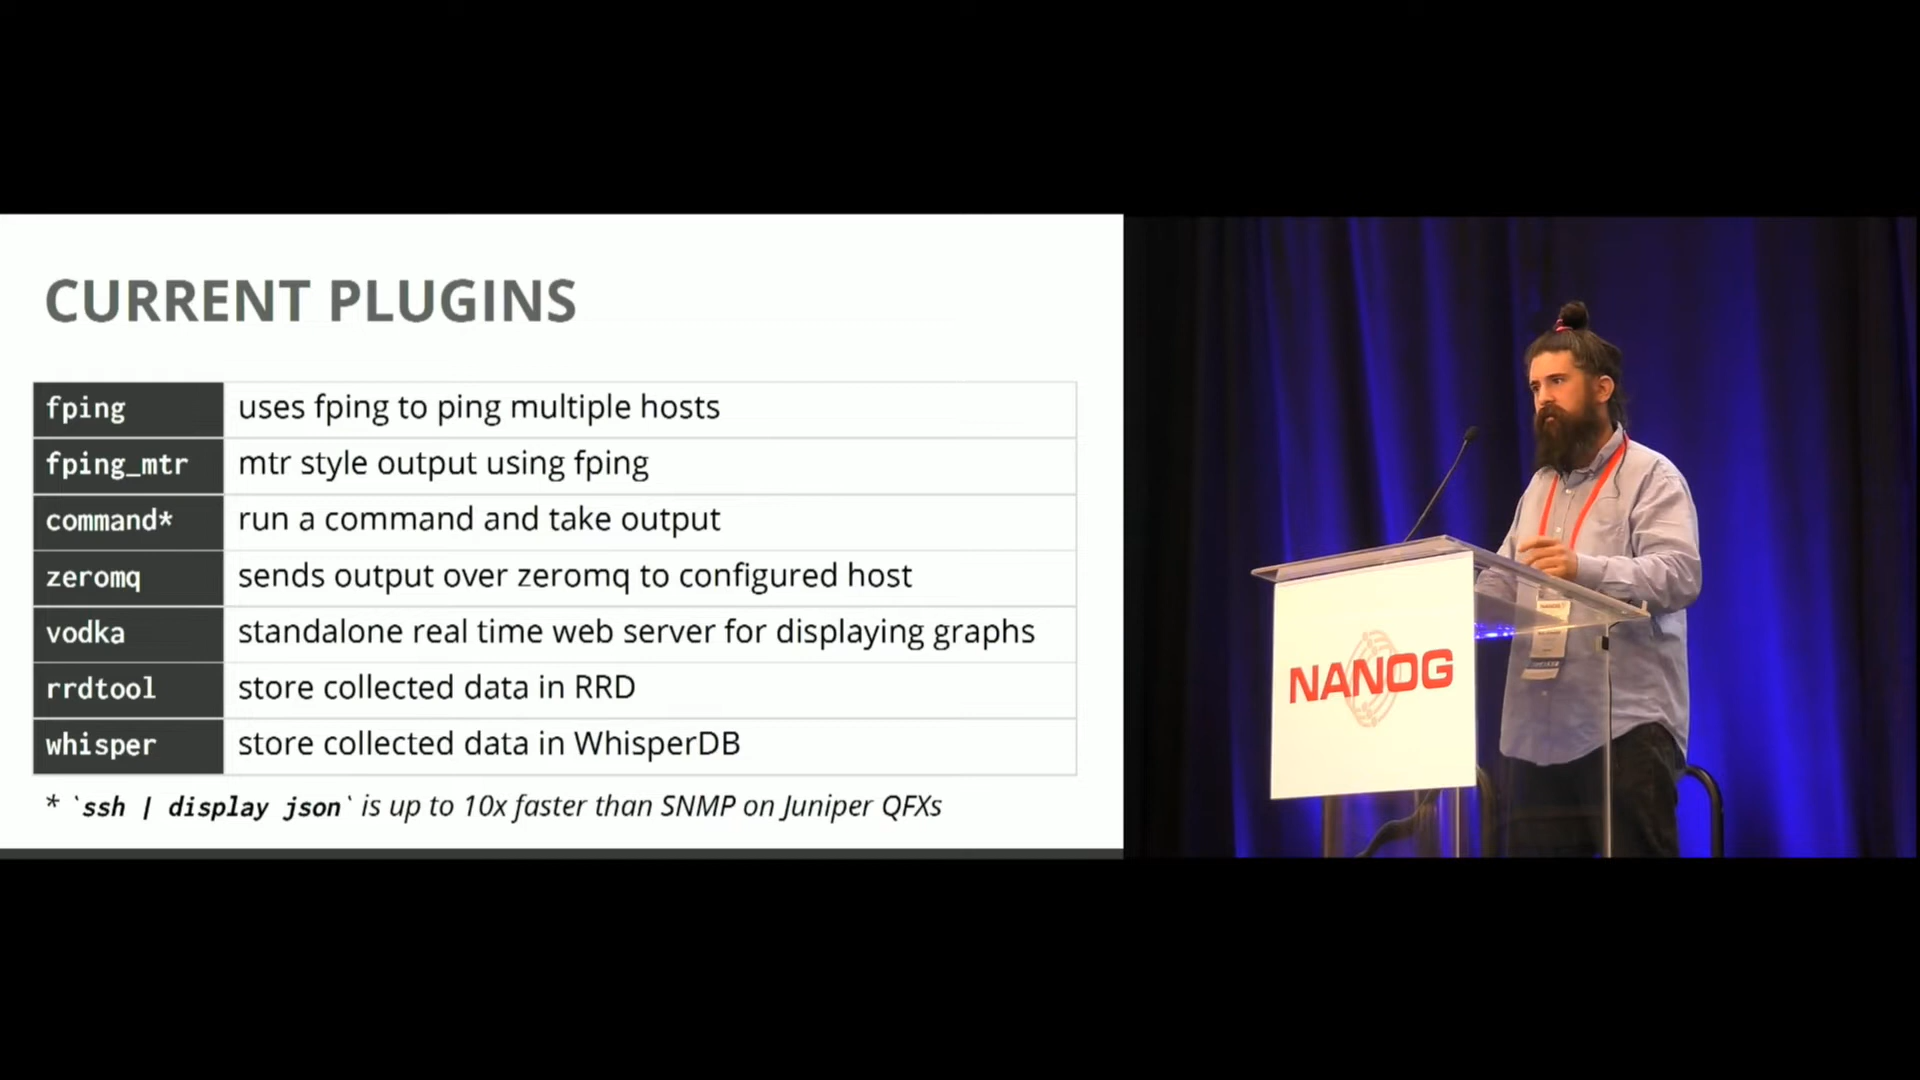 CURRENT PLUGINS
fping uses fping to ping multiple hosts
fping_mtr mtr style output using fping
command* run a command and take output
zeromq sends output over zeromq to configured host
vodka standalone real time web server for displaying graphs
rrdtool store collected data in RRD
whisper store collected data in WhisperDB
* `ssh | display json` is up to 10x faster than SNMP on Juniper QFXs
NANOG